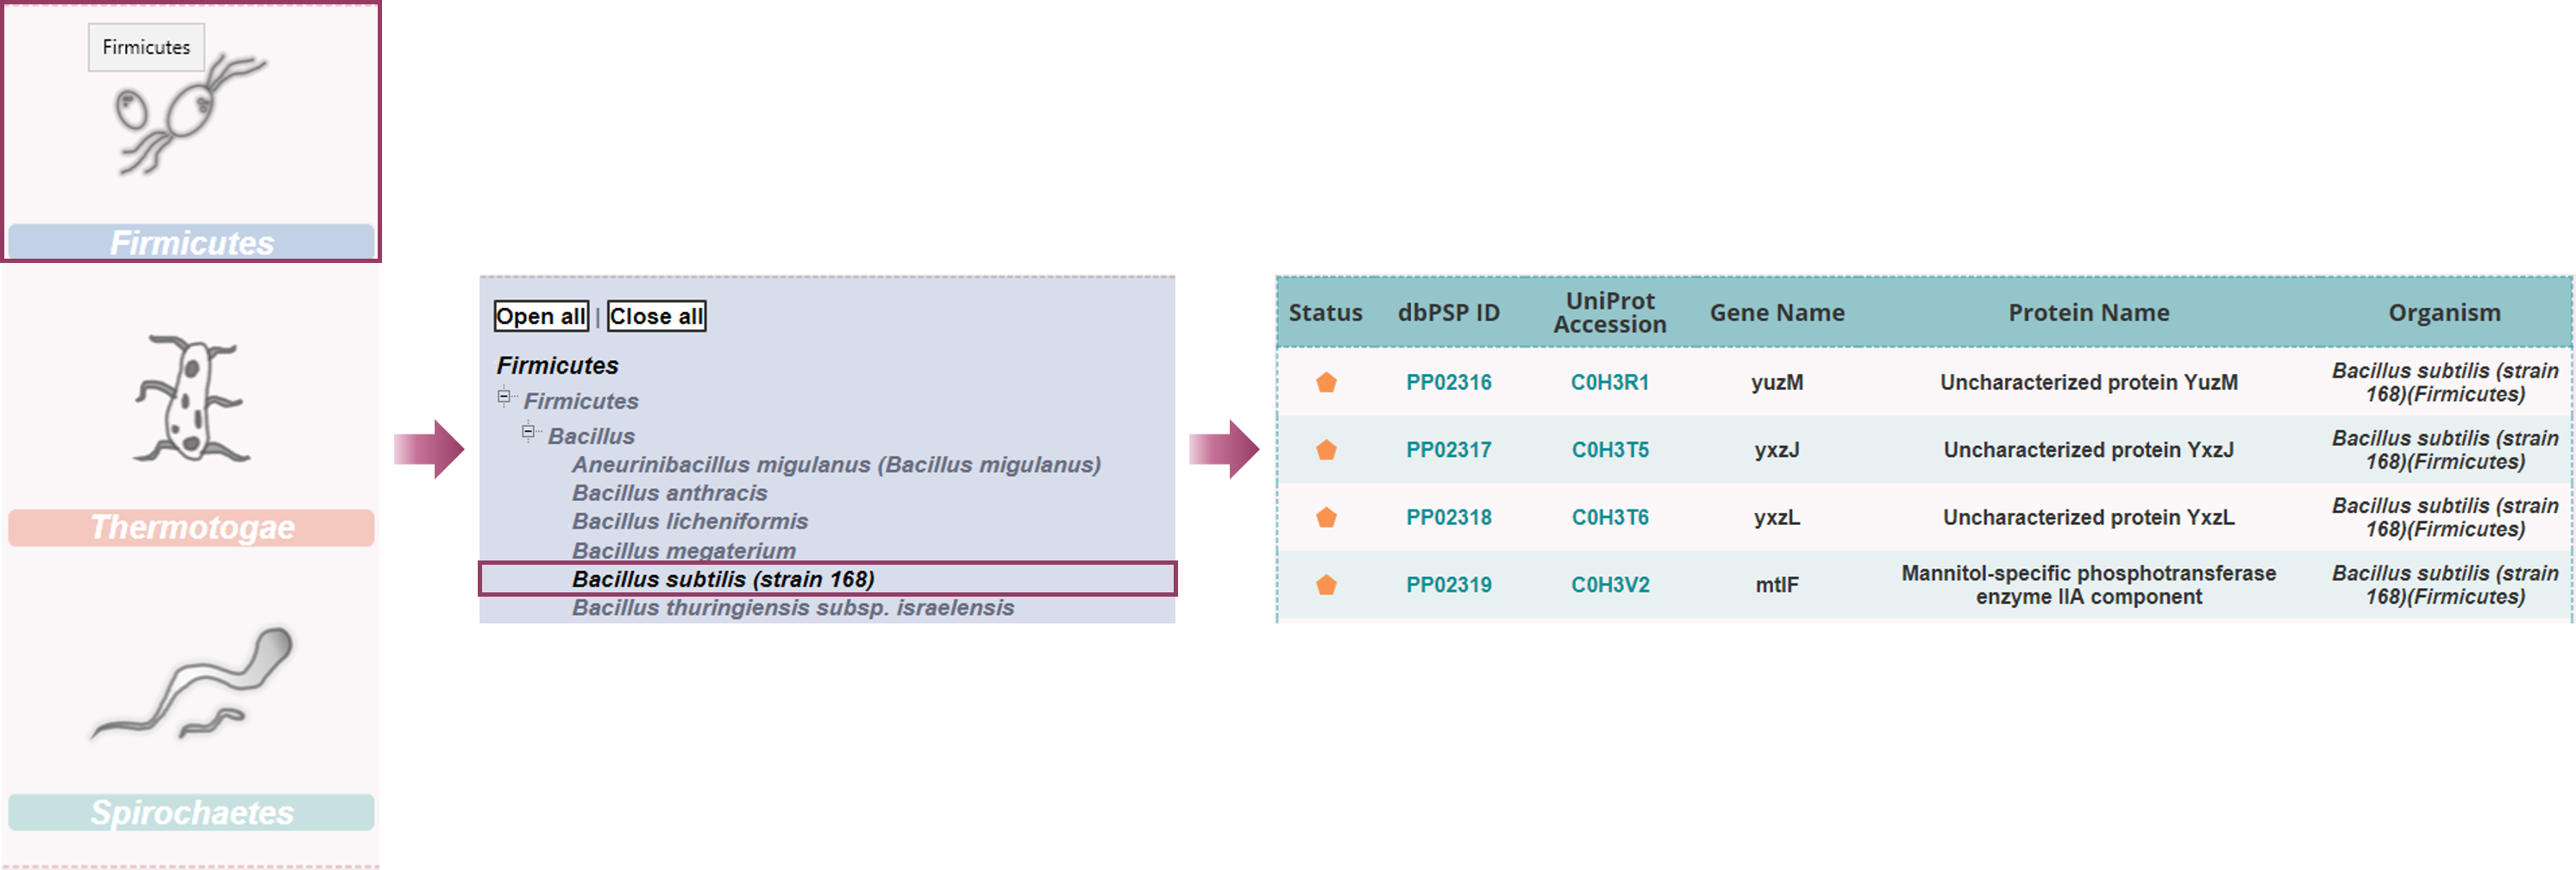 Firmicutes
Firmicutes
Thermotogae
Spirochaetes
Open all | Close all
Firmicutes
Firmicutes
Bacillus
Aneurinibacillus migulanus (Bacillus migulanus)
Bacillus anthracis
Bacillus licheniformis
Bacillus megaterium
Bacillus subtilis (strain 168)
Bacillus thuringiensis subsp. israelensis
Status dbPSP ID UniProt Accession Gene Name Protein Name Organism
PP02316 C0H3R1 yuzM Uncharacterized protein YuzM Bacillus subtilis (strain 168)(Firmicutes)
PP02317 C0H3T5 yxzJ Uncharacterized protein YxzJ Bacillus subtilis (strain 168)(Firmicutes)
PP02318 C0H3T6 yxzL Uncharacterized protein YxzL Bacillus subtilis (strain 168)(Firmicutes)
PP02319 C0H3V2 mtlF Mannitol-specific phosphotransferase enzyme IIA component Bacillus subtilis (strain 168)(Firmicutes)